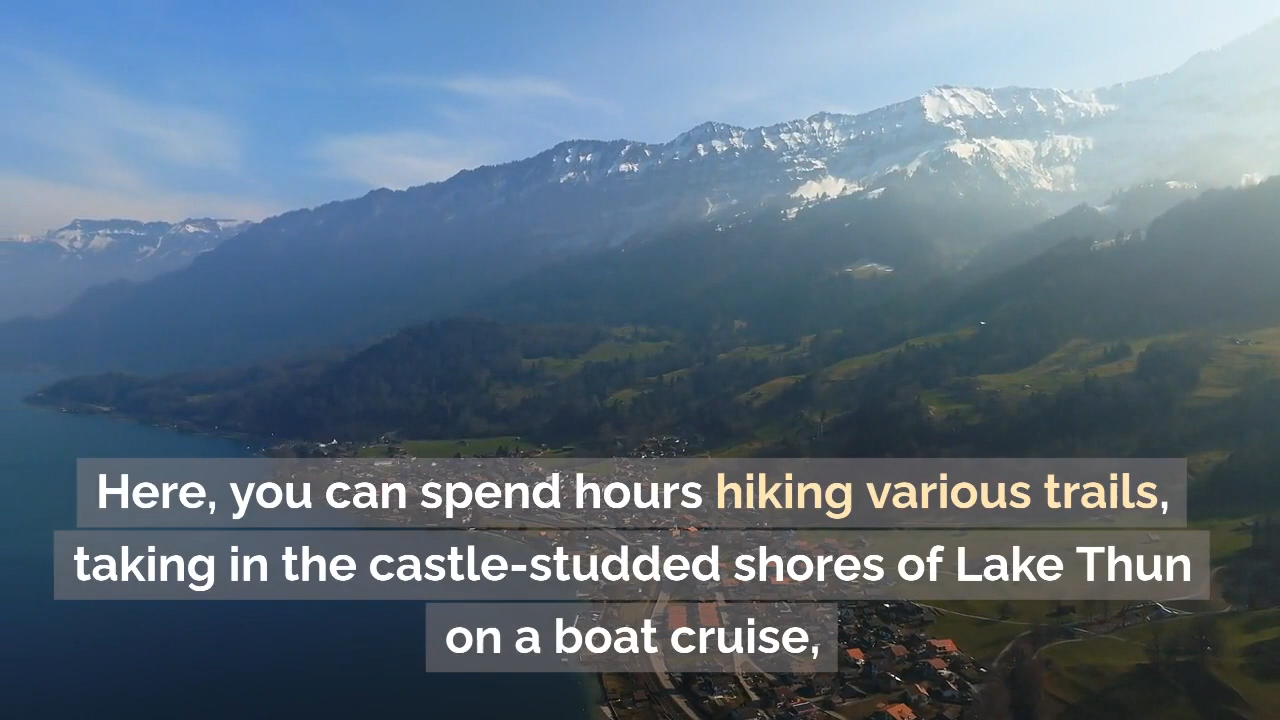 Here, you can spend hours hiking various trails,
taking in the castle-studded shores of Lake Thun
on a boat cruise,